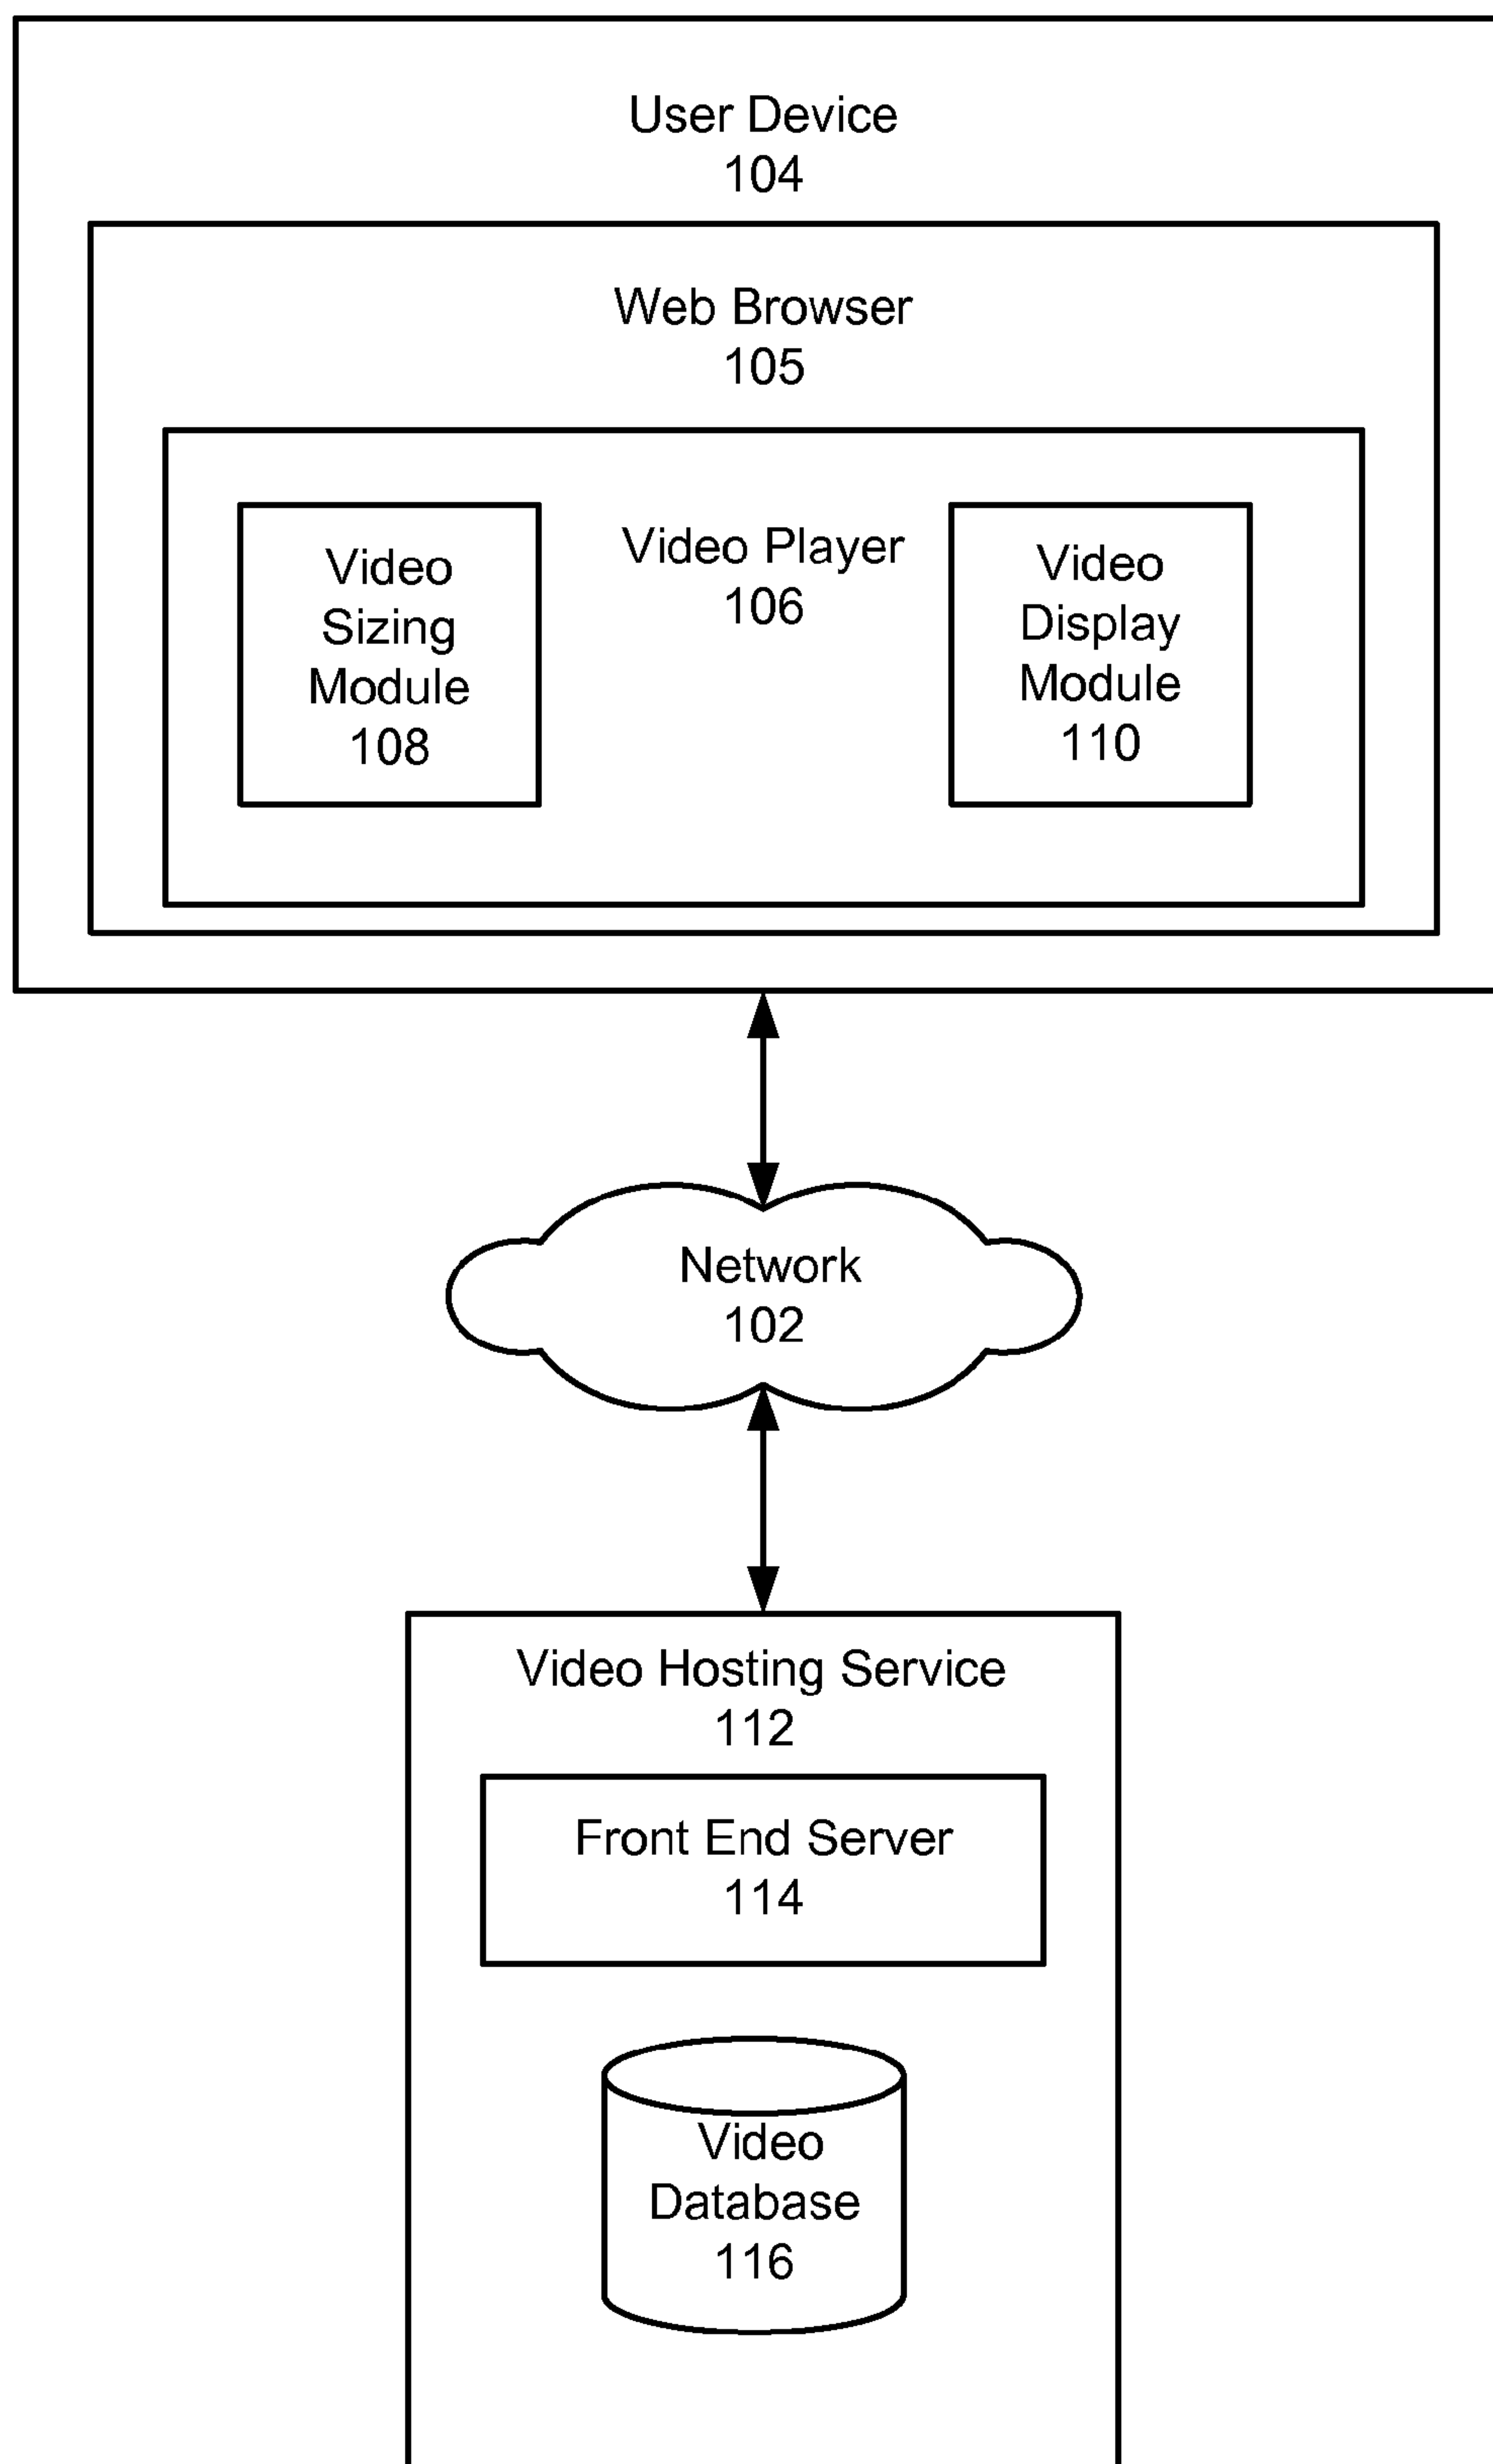 User Device
104
Web Browser
105
Video Player
106
Video
Sizing
Module
108
Video
Display
Module
110
Network
102
Video Hosting Service
112
Front End Server
114
Video
Database
116